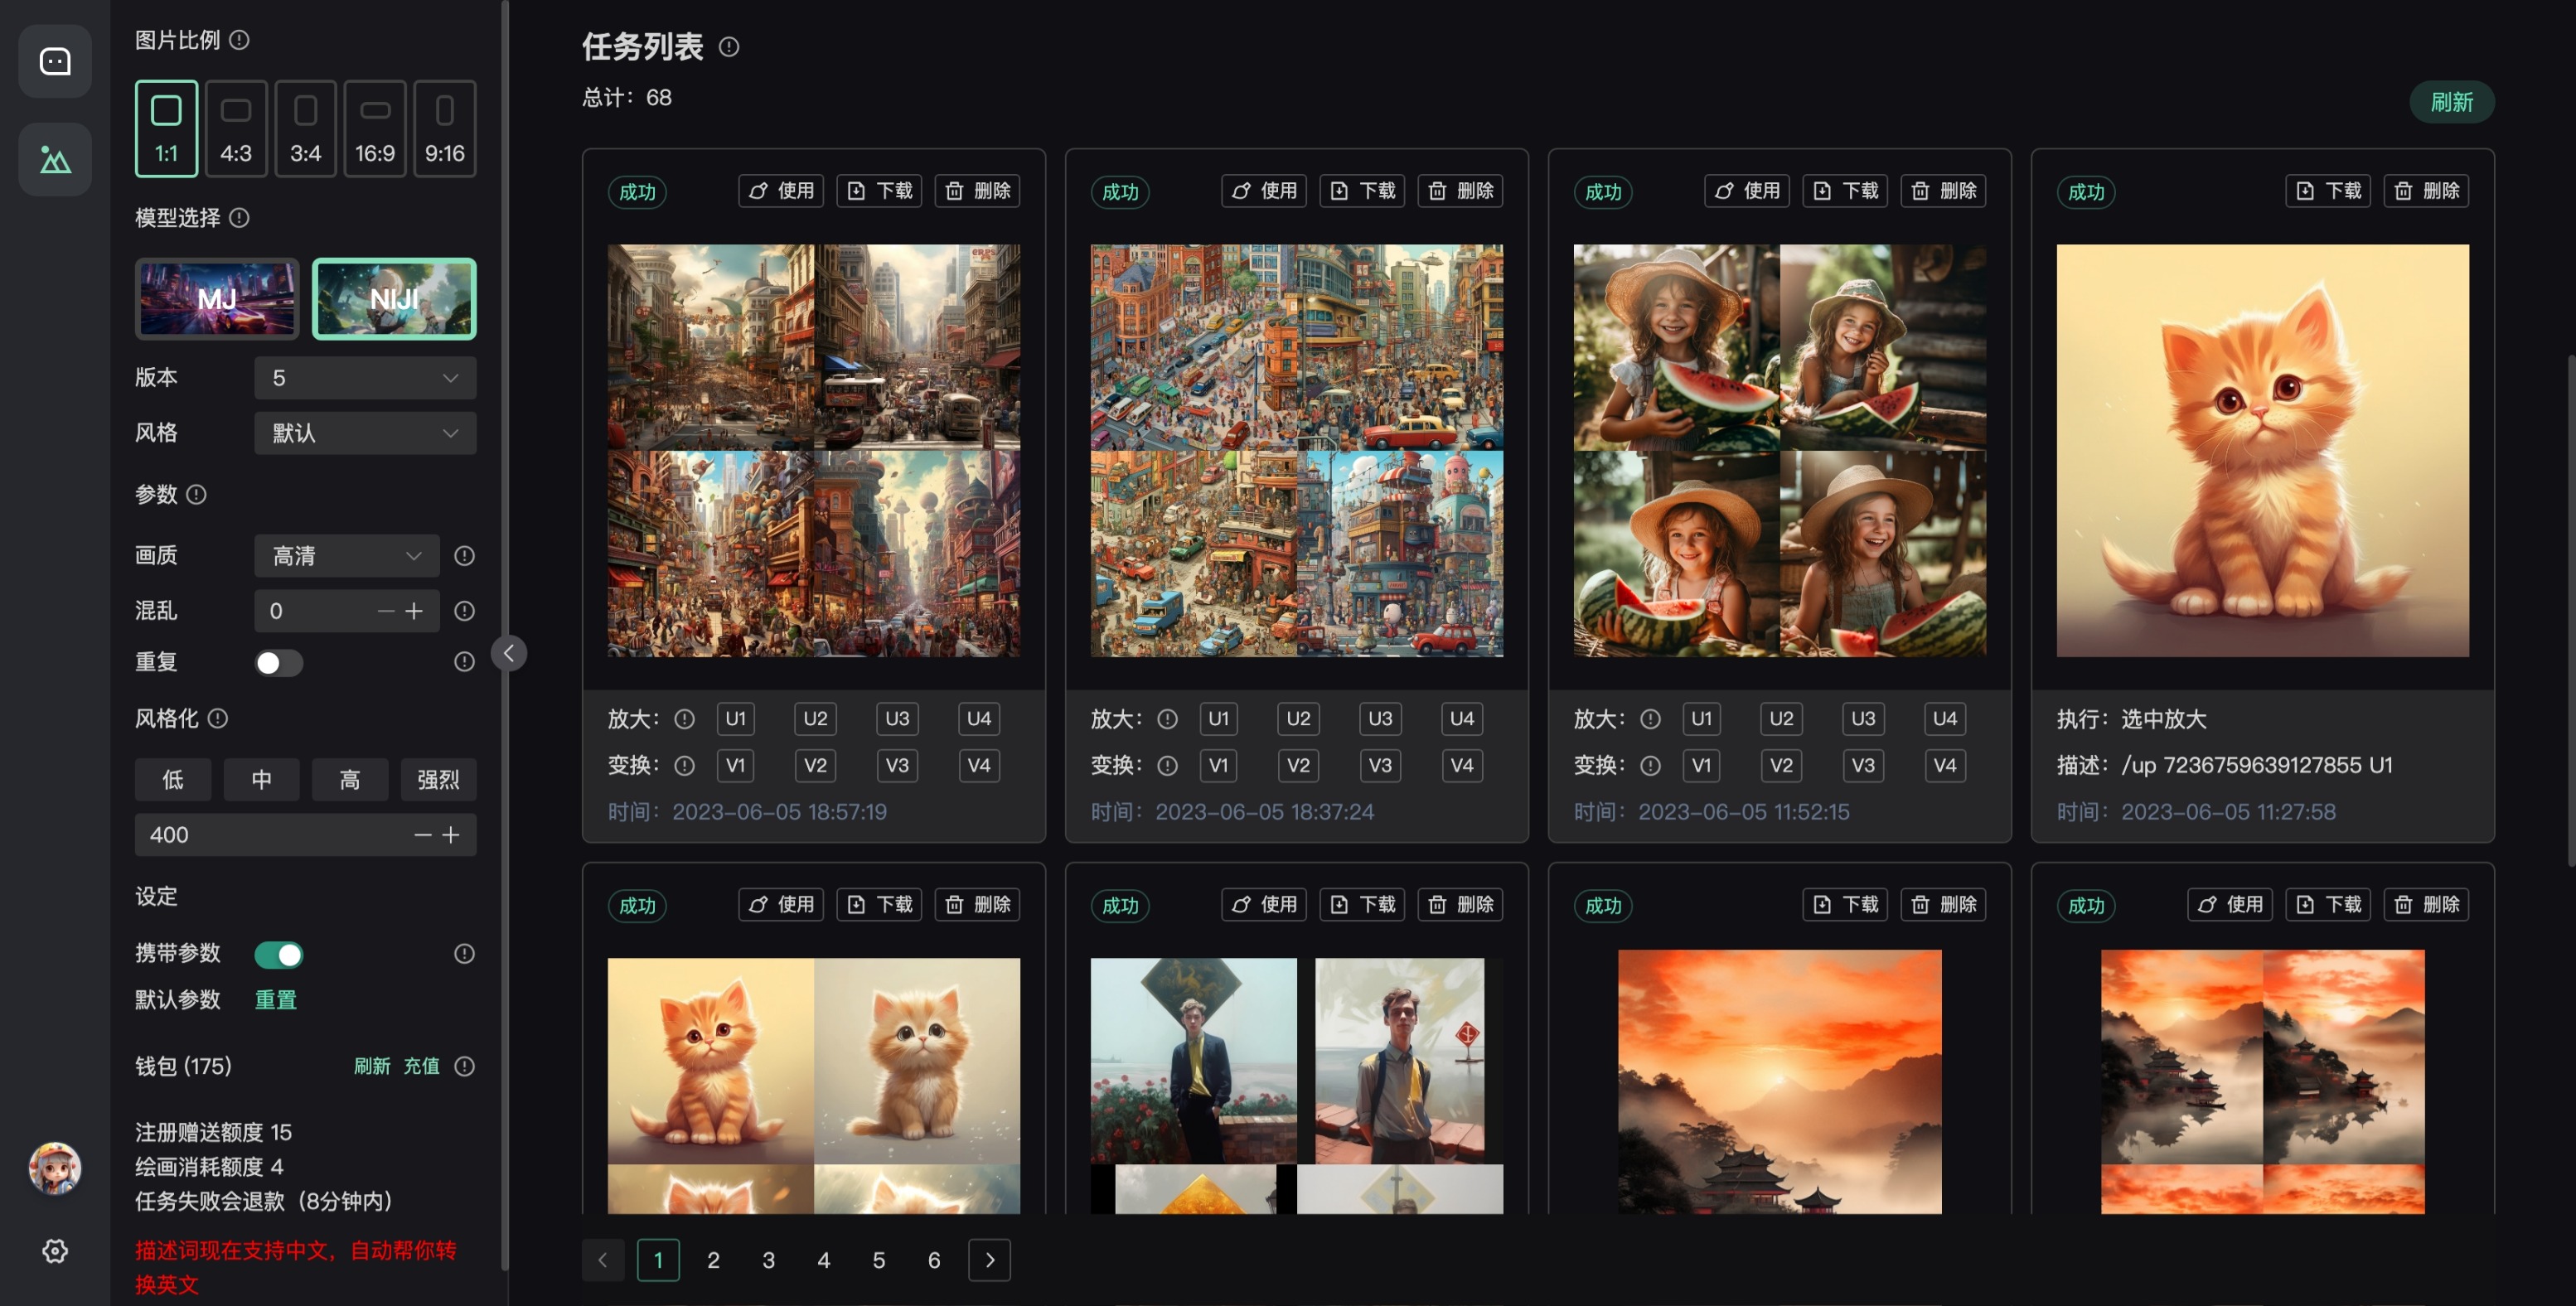 图片比例
1:1 4:3 3:4 16:9 9:16
模型选择
MJ NIJI
版本 5
风格 默认
参数
画质 高清
混乱 0
重复
风格化
低 中 高 强烈
400
设定
携带参数
默认参数 重置
钱包 (175) 刷新 充值
注册赠送额度 15
绘画消耗额度 4
任务失败会退款（8分钟内）
描述词现在支持中文，自动帮你转
换英文
任务列表
总计：68
刷新
成功 使用 下载 删除
放大： U1 U2 U3 U4
变换： V1 V2 V3 V4
时间：2023-06-05 18:57:19
成功 使用 下载 删除
放大： U1 U2 U3 U4
变换： V1 V2 V3 V4
时间：2023-06-05 18:37:24
成功 使用 下载 删除
放大： U1 U2 U3 U4
变换： V1 V2 V3 V4
时间：2023-06-05 11:52:15
成功 下载 删除
执行：选中放大
描述：/up 7236759639127855 U1
时间：2023-06-05 11:27:58
成功 使用 下载 删除
成功 使用 下载 删除
成功 下载 删除
成功 使用 下载 删除
1 2 3 4 5 6